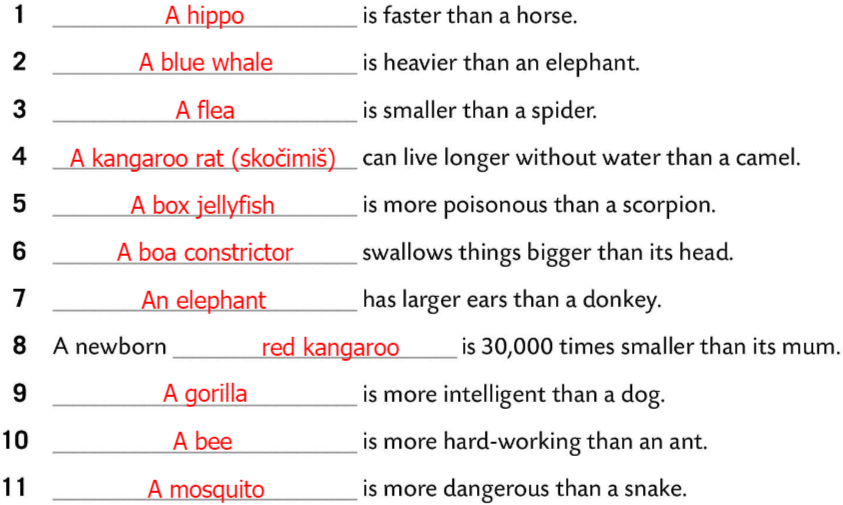 1 A hippo is faster than a horse.
2 A blue whale is heavier than an elephant.
3 A flea is smaller than a spider.
4 A kangaroo rat (skočimiš) can live longer without water than a camel.
5 A box jellyfish is more poisonous than a scorpion.
6 A boa constrictor swallows things bigger than its head.
7 An elephant has larger ears than a donkey.
8 A newborn red kangaroo is 30,000 times smaller than its mum.
9 A gorilla is more intelligent than a dog.
10 A bee is more hard-working than an ant.
11 A mosquito is more dangerous than a snake.